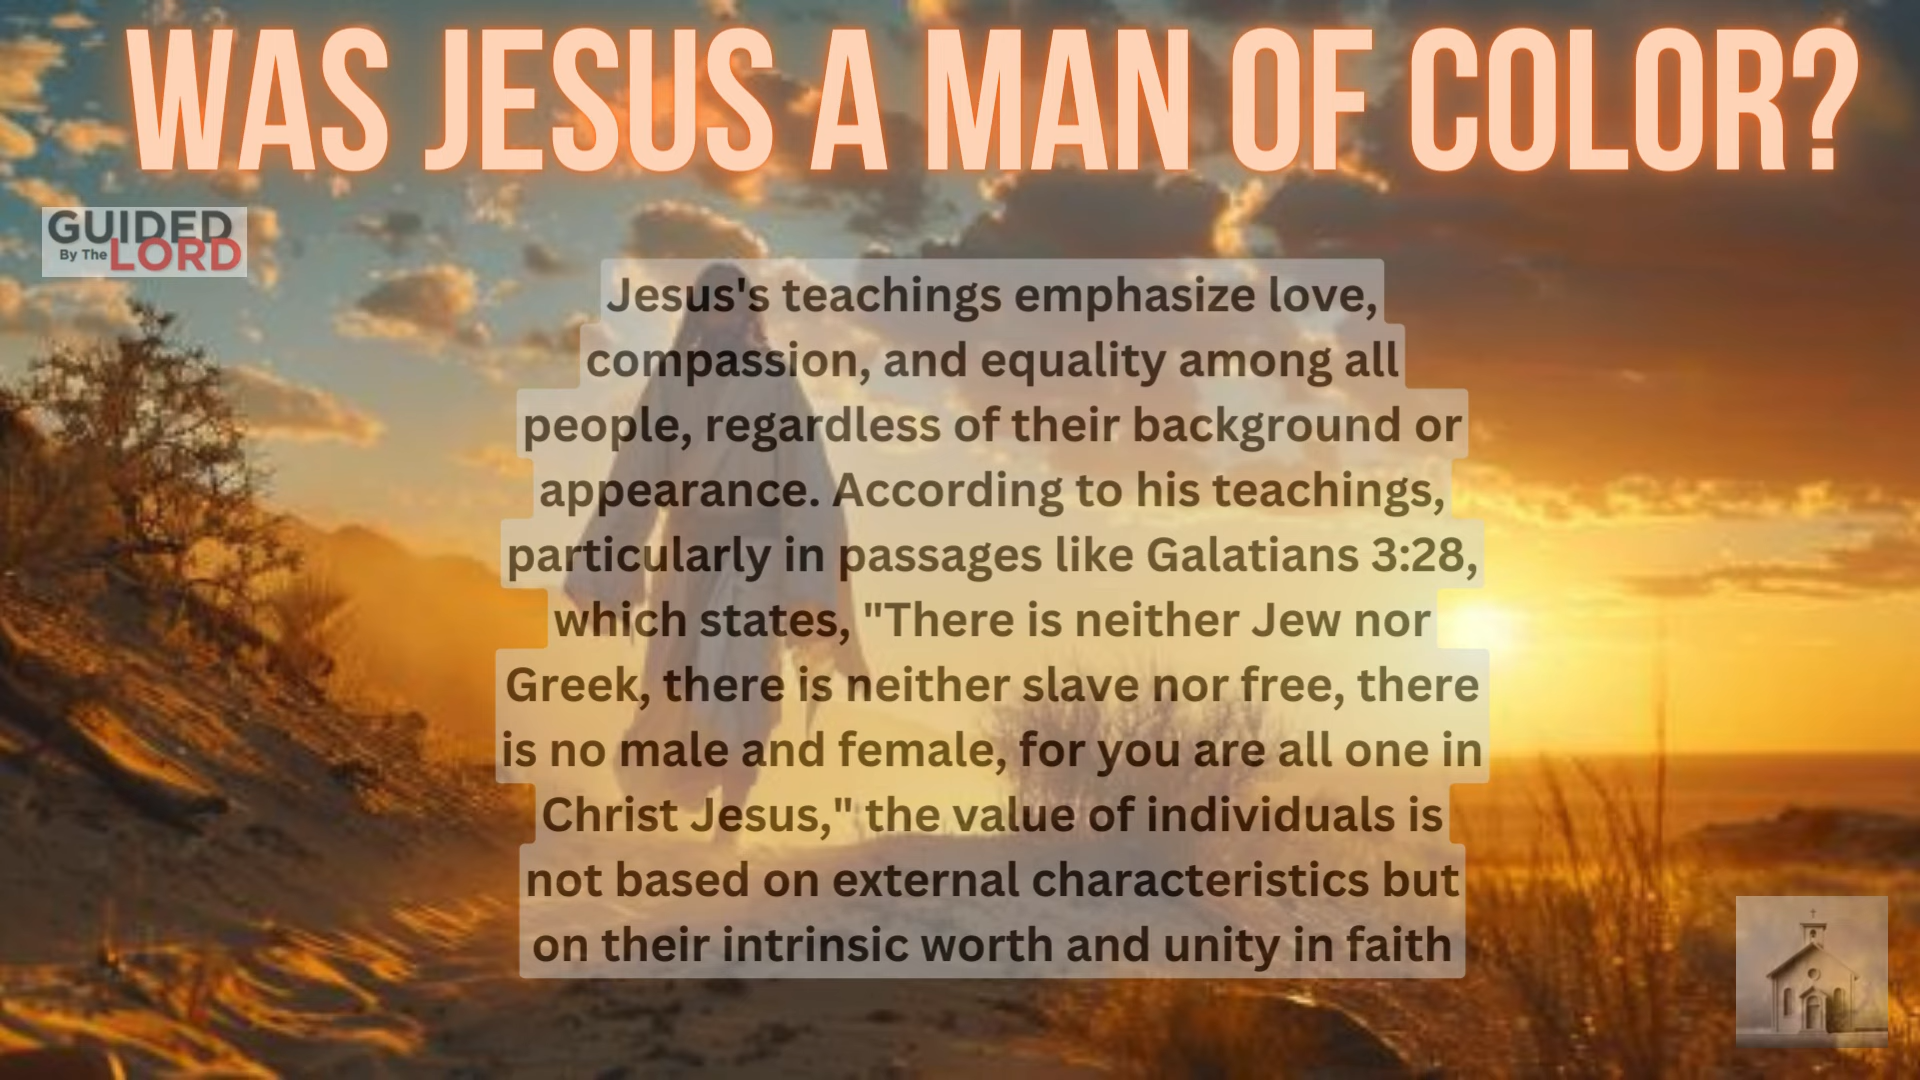 WAS JESUS A MAN OF COLOR?
GUIDED
By The LORD
Jesus's teachings emphasize love,
compassion, and equality among all
people, regardless of their background or
appearance. According to his teachings,
particularly in passages like Galatians 3:28,
which states, "There is neither Jew nor
Greek, there is neither slave nor free, there
is no male and female, for you are all one in
Christ Jesus," the value of individuals is
not based on external characteristics but
on their intrinsic worth and unity in faith